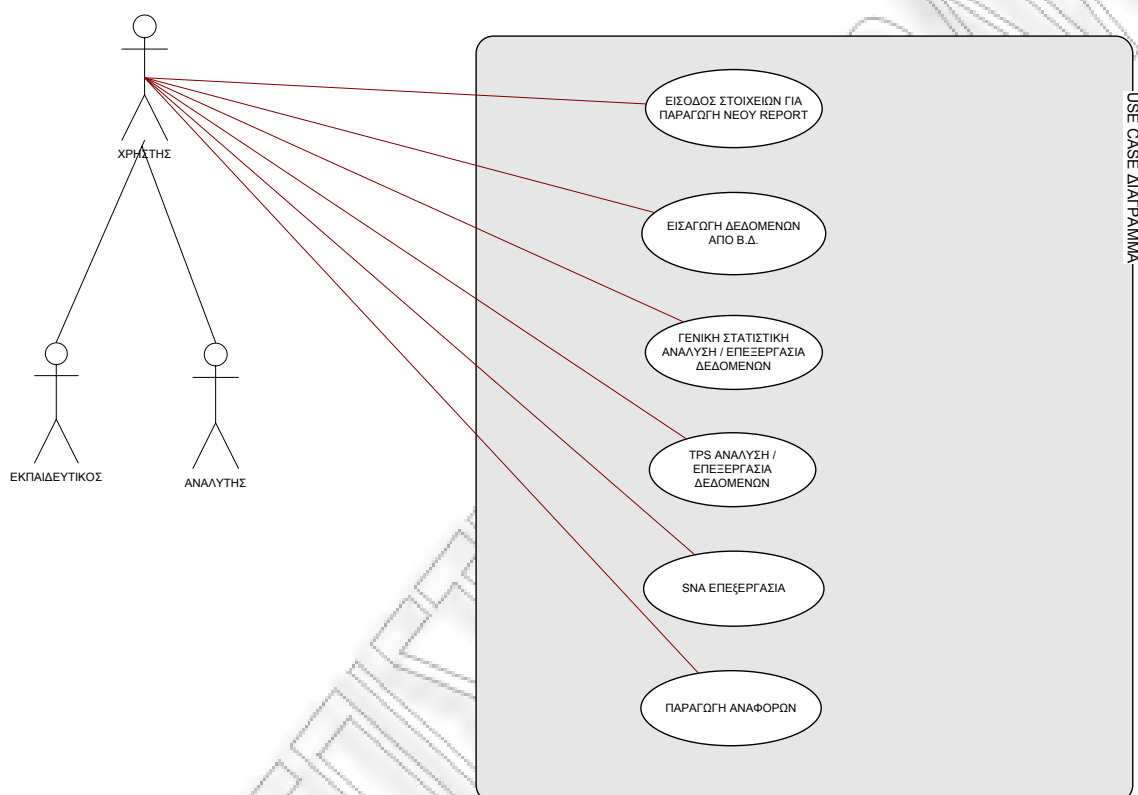 ΧΡΗΣΤΗΣ
ΕΚΠΑΙΔΕΥΤΙΚΟΣ
ΑΝΑΛΥΤΗΣ
ΕΙΣΟΔΟΣ ΣΤΟΙΧΕΙΩΝ ΓΙΑ
ΠΑΡΑΓΩΓΗ ΝΕΟΥ REPORT
ΕΙΣΑΓΩΓΗ ΔΕΔΟΜΕΝΩΝ
ΑΠΟ Β.Δ.
ΓΕΝΙΚΗ ΣΤΑΤΙΣΤΙΚΗ
ΑΝΑΛΥΣΗ / ΕΠΕΞΕΡΓΑΣΙΑ
ΔΕΔΟΜΕΝΩΝ
TPS ΑΝΑΛΥΣΗ /
ΕΠΕΞΕΡΓΑΣΙΑ
ΔΕΔΟΜΕΝΩΝ
SNA ΕΠΕξΕΡΓΑΣΙΑ
ΠΑΡΑΓΩΓΗ ΑΝΑΦΟΡΩΝ
USE CASE ΔΙΑΓΡΑΜΜΑ